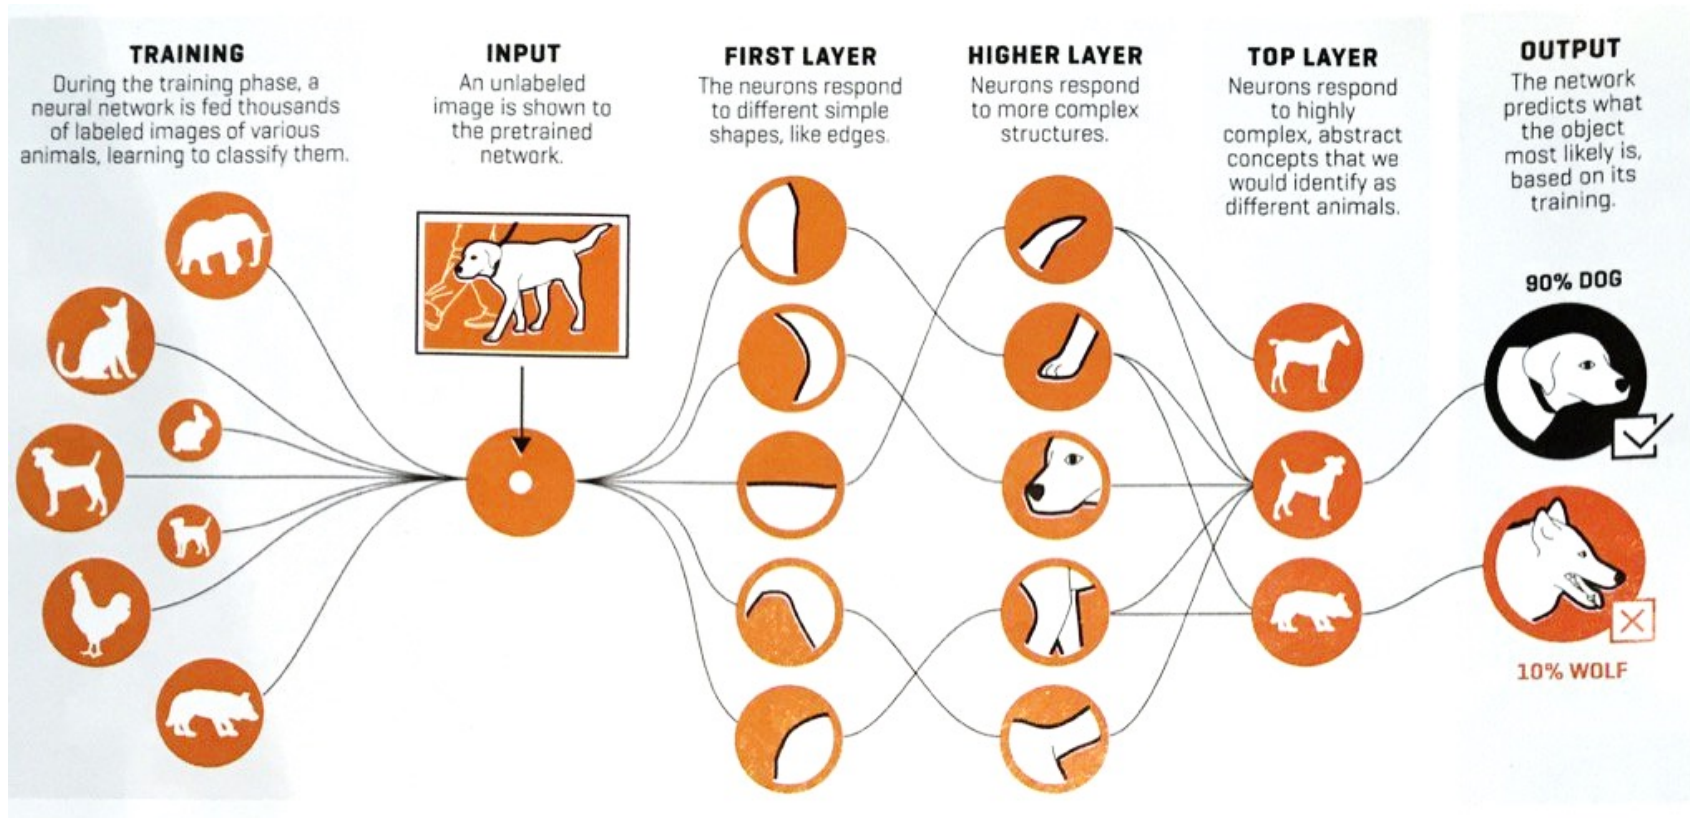 TRAINING
During the training phase, a
neural network is fed thousands
of labeled images of various
animals, learning to classify them.
INPUT
An unlabeled
image is shown to
the pretrained
network.
FIRST LAYER
The neurons respond
to different simple
shapes, like edges.
HIGHER LAYER
Neurons respond
to more complex
structures.
TOP LAYER
Neurons respond
to highly
complex, abstract
concepts that we
would identify as
different animals.
OUTPUT
The network
predicts what
the object
most likely is,
based on its
training.
90% DOG
10% WOLF